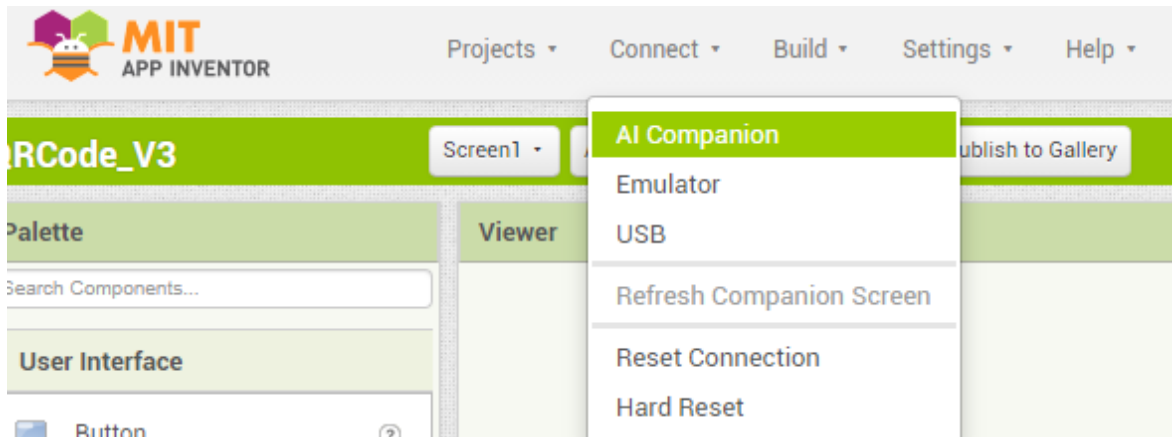 MIT
APP INVENTOR
Projects
Connect
Build
Settings
Help
RCode_V3
Screen1
ublish to Gallery
AI Companion
Emulator
USB
Refresh Companion Screen
Reset Connection
Hard Reset
Palette
Viewer
Search Components...
User Interface
Button